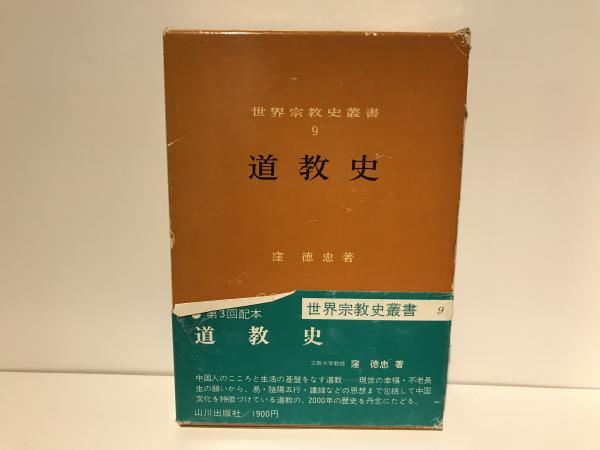 世界宗教史叢書
9
道教史
窪 徳忠著
第3回配本
世界宗教史叢書 9
道教史
立教大学教授 窪 徳忠 著
中国人のこころと生活の基盤をなす道教——現世の幸福・不老長
生の願いから、易・陰陽五行・讖緯などの思想まで包括して中国
文化を特徴づけている道教の、2000年の歴史を丹念にたどる。
山川出版社／1900円